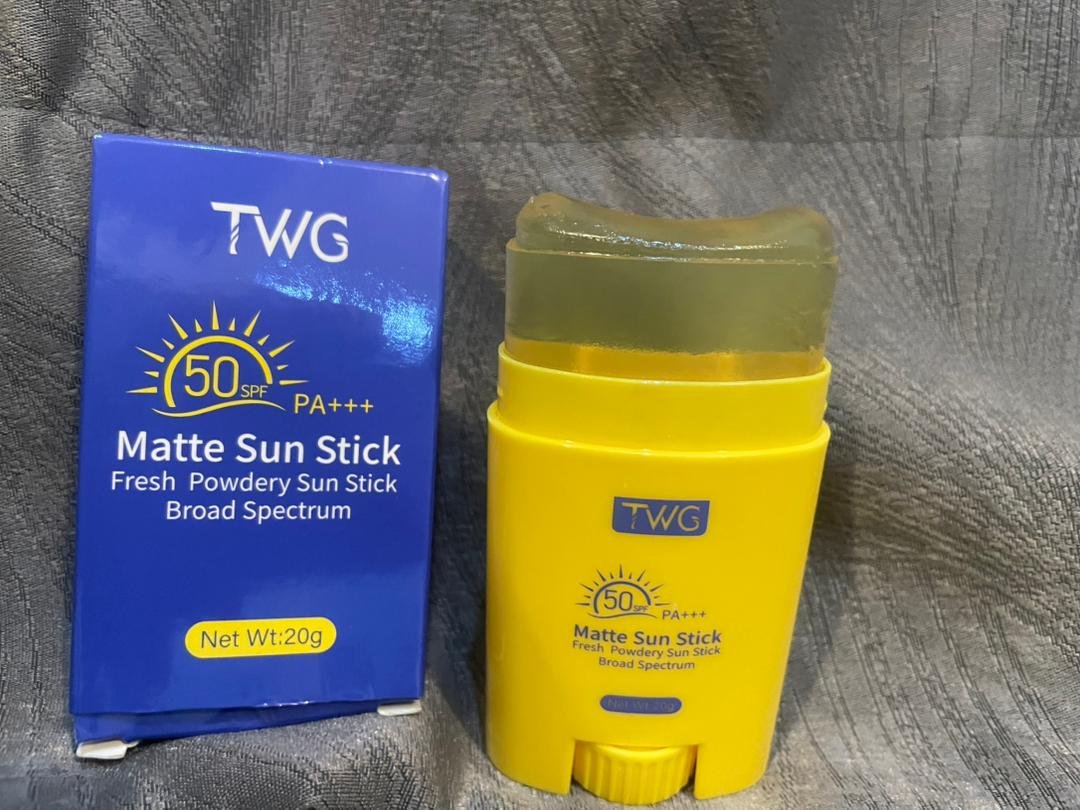 TWG
50 SPF PA+++
Matte Sun Stick
Fresh Powdery Sun Stick
Broad Spectrum
Net Wt:20g
TWG
50 SPF PA+++
Matte Sun Stick
Fresh Powdery Sun Stick
Broad Spectrum
Net Wt:20g